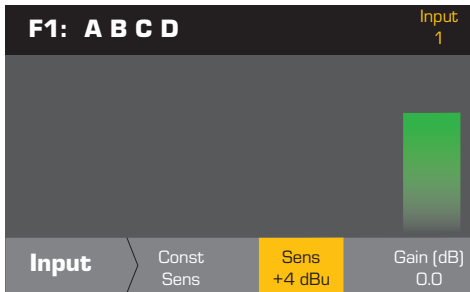 F1: A B C D
Input
1
Input
Const
Sens
Sens
+4 dBu
Gain (dB)
0.0